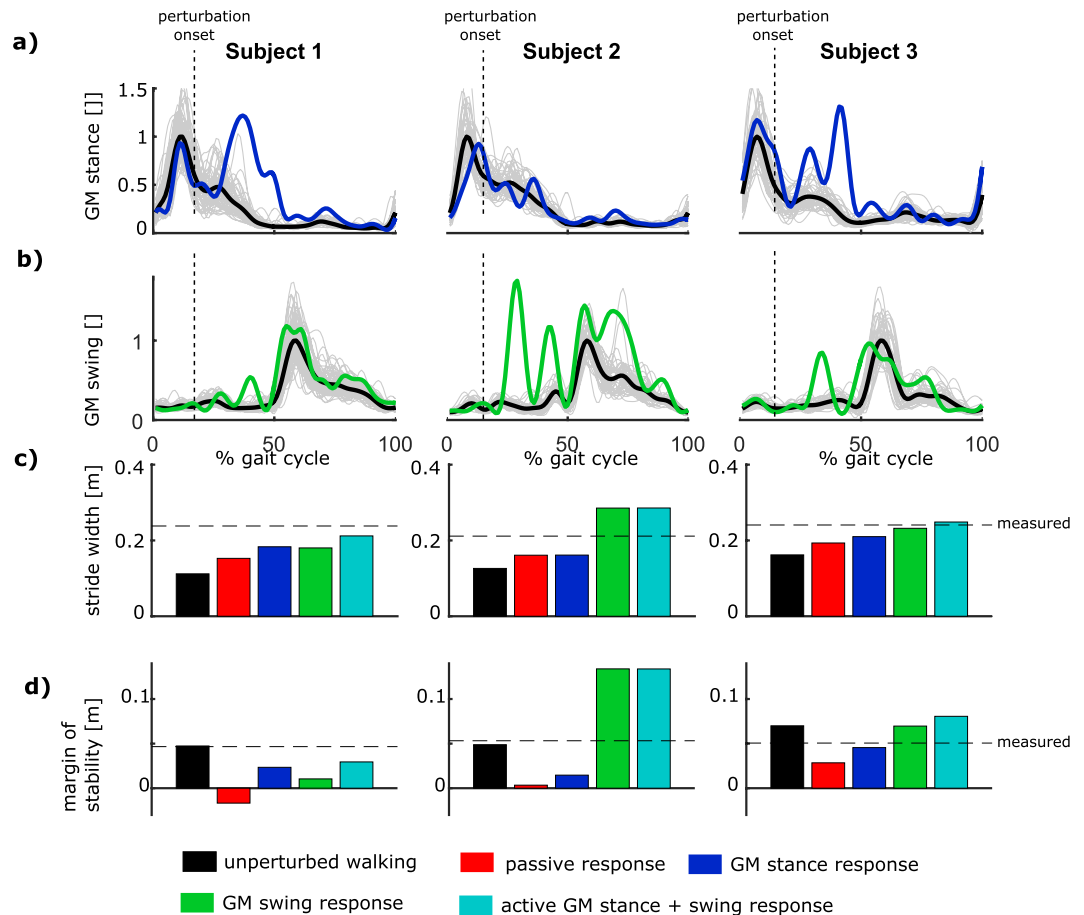 perturbation
onset
perturbation
onset
perturbation
onset
a)
Subject 1
Subject 2
Subject 3
GM stance []]
1.5
1
0.5
0
b)
GM swing []
1
0
0
50
100
50
100
0
50
100
% gait cycle
% gait cycle
% gait cycle
c)
stride width [m]
0.4
0.2
0
0.4
0.2
0
0.4
0.2
0
measured
d)
margin of
stability [m]
0.1
0
0.1
0
0.1
0
measured
unperturbed walking
passive response
GM stance response
GM swing response
active GM stance + swing response